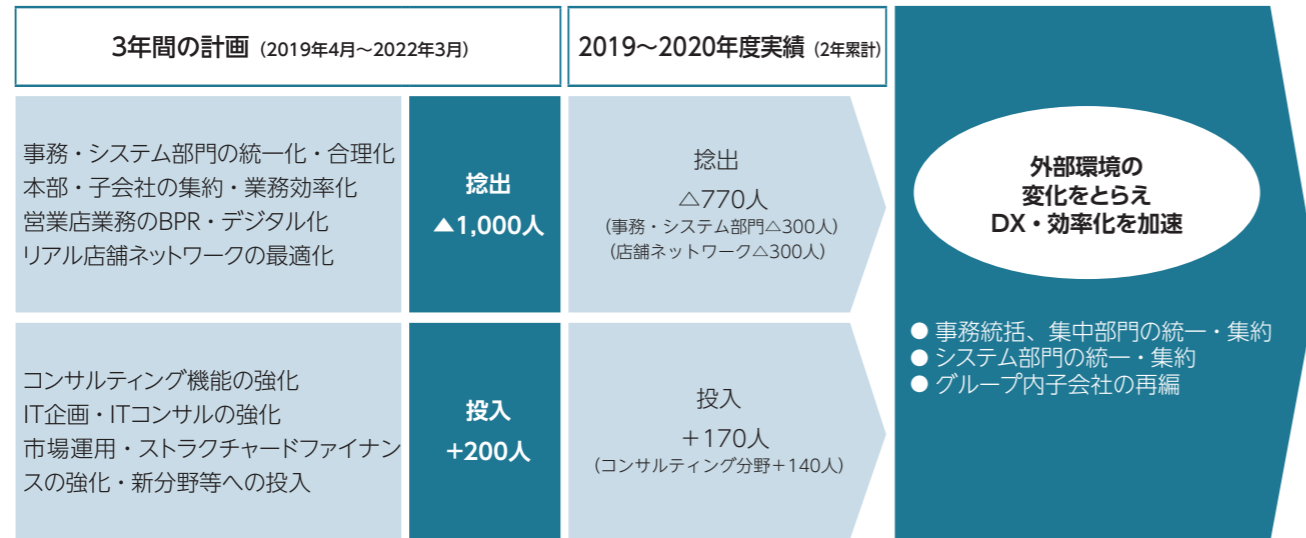 3年間の計画（2019年4月～2022年3月）
2019～2020年度実績（2年累計）
事務・システム部門の統一化・合理化
本部・子会社の集約・業務効率化
営業店業務のBPR・デジタル化
リアル店舗ネットワークの最適化
捻出
▲1,000人
捻出
△770人
（事務・システム部門△300人）
（店舗ネットワーク△300人）
コンサルティング機能の強化
IT企画・ITコンサルの強化
市場運用・ストラクチャードファイナン
スの強化・新分野等への投入
投入
+200人
投入
＋170人
（コンサルティング分野＋140人）
外部環境の
変化をとらえ
DX・効率化を加速
● 事務統括、集中部門の統一・集約
● システム部門の統一・集約
● グループ内子会社の再編